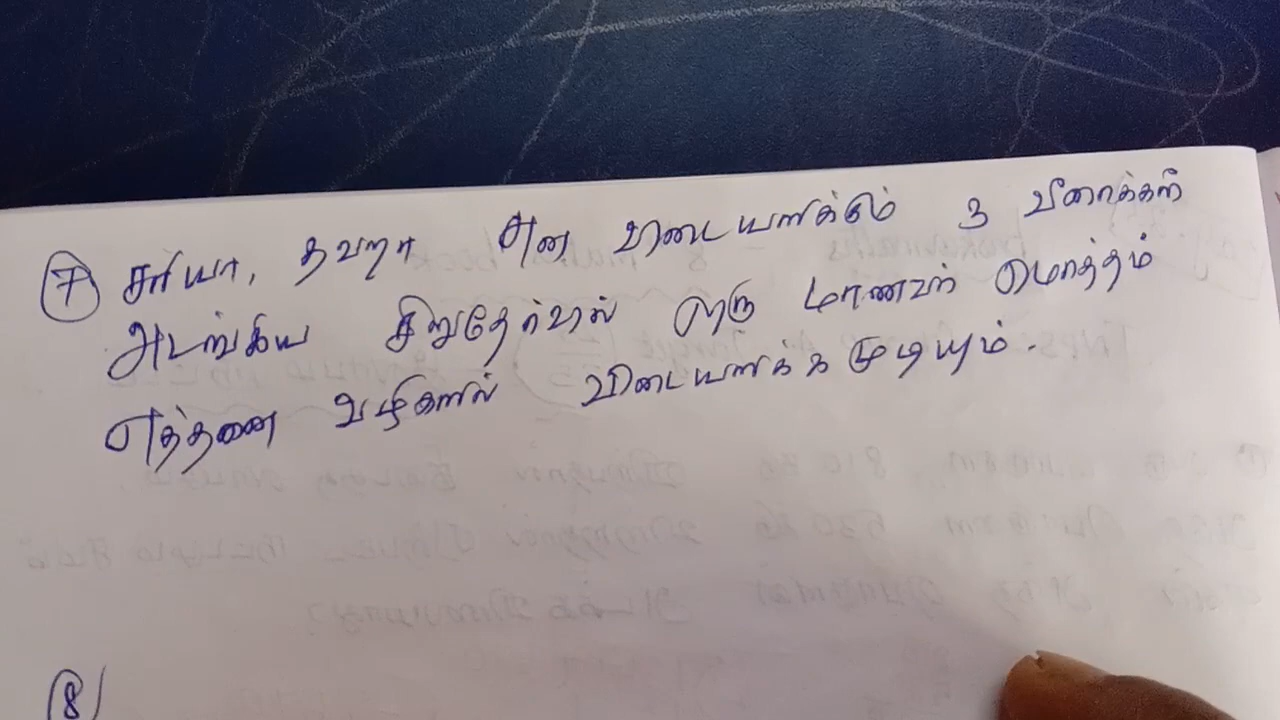 7 சரியா, தவறா என விடையளிக்கும் 3 வினாக்கள்
அடங்கிய சிறுதேர்வில் ஒரு மாணவன் மொத்தம்
எத்தனை வழிகளில் விடையளிக்க முடியும்.
8